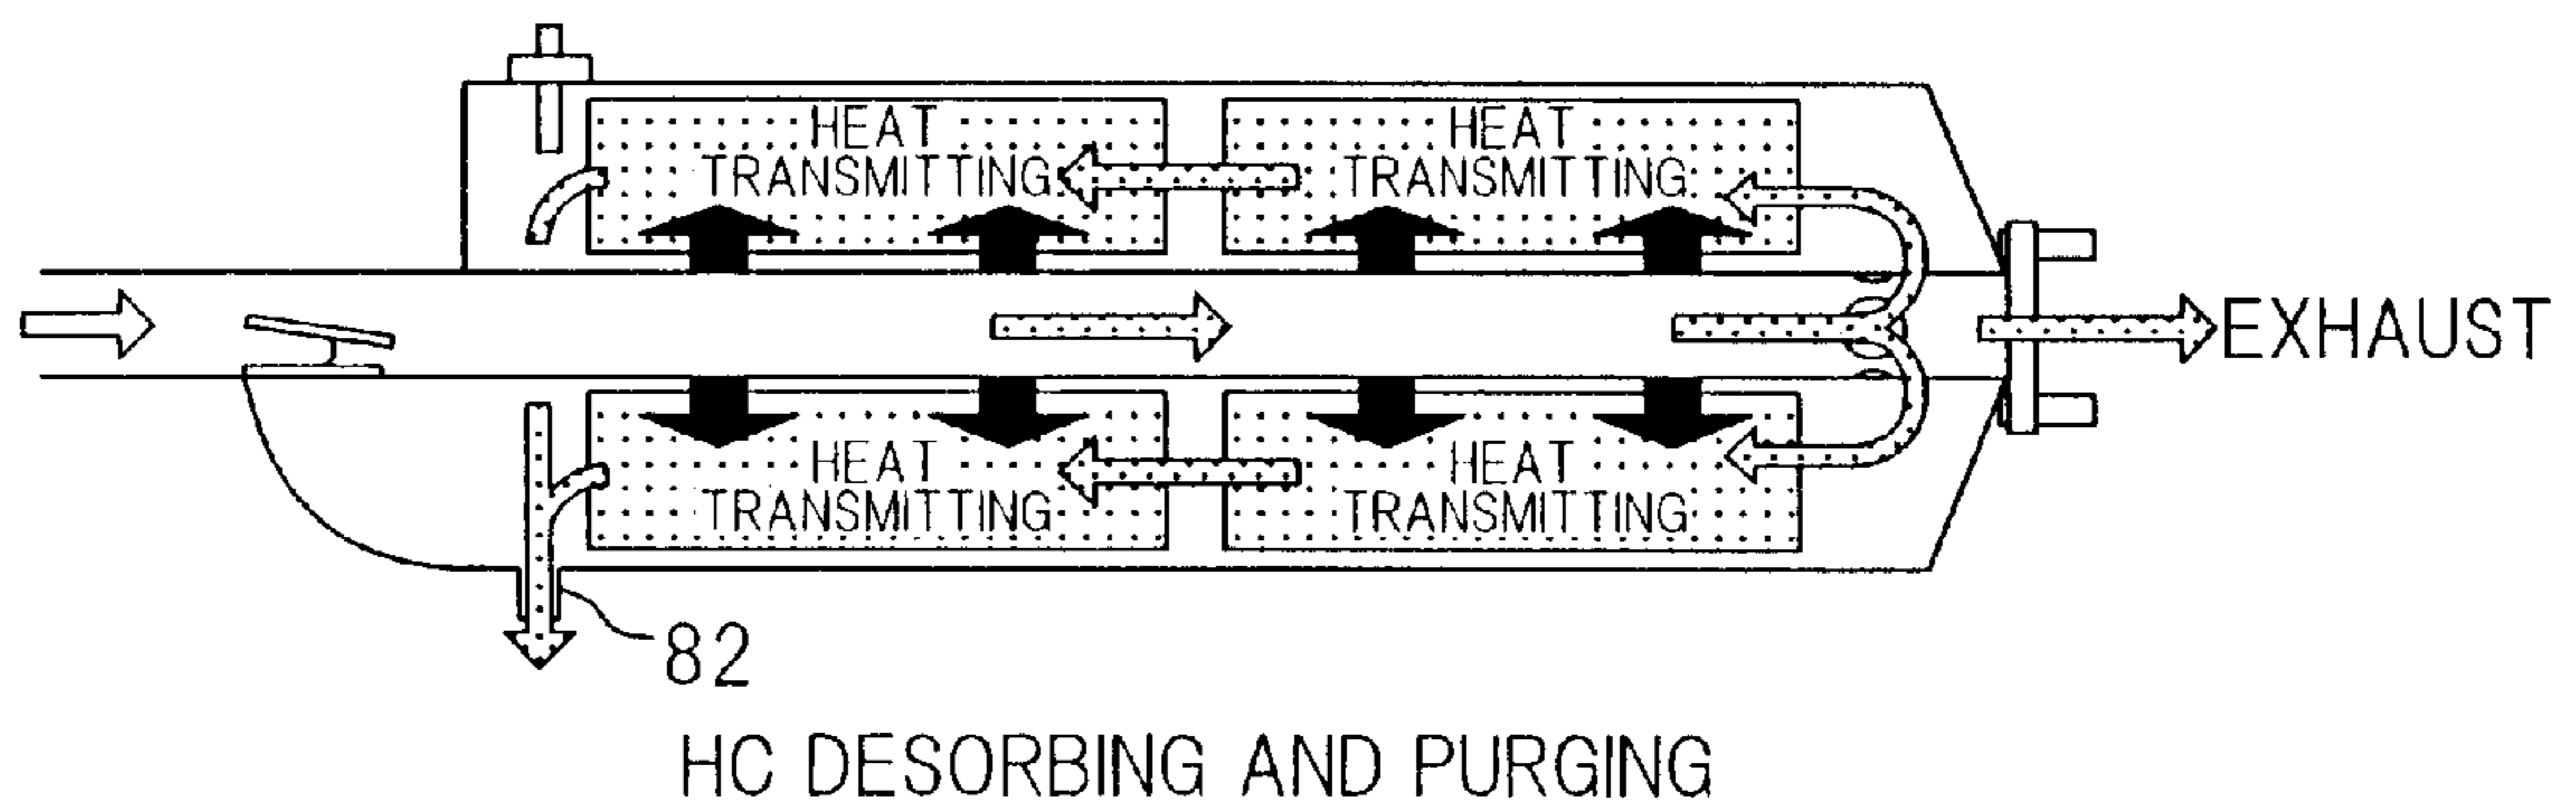 HEAT
TRANSMITTING
HEAT
TRANSMITTING
EXHAUST
HEAT
TRANSMITTING
HEAT
TRANSMITTING
82
HC DESORBING AND PURGING